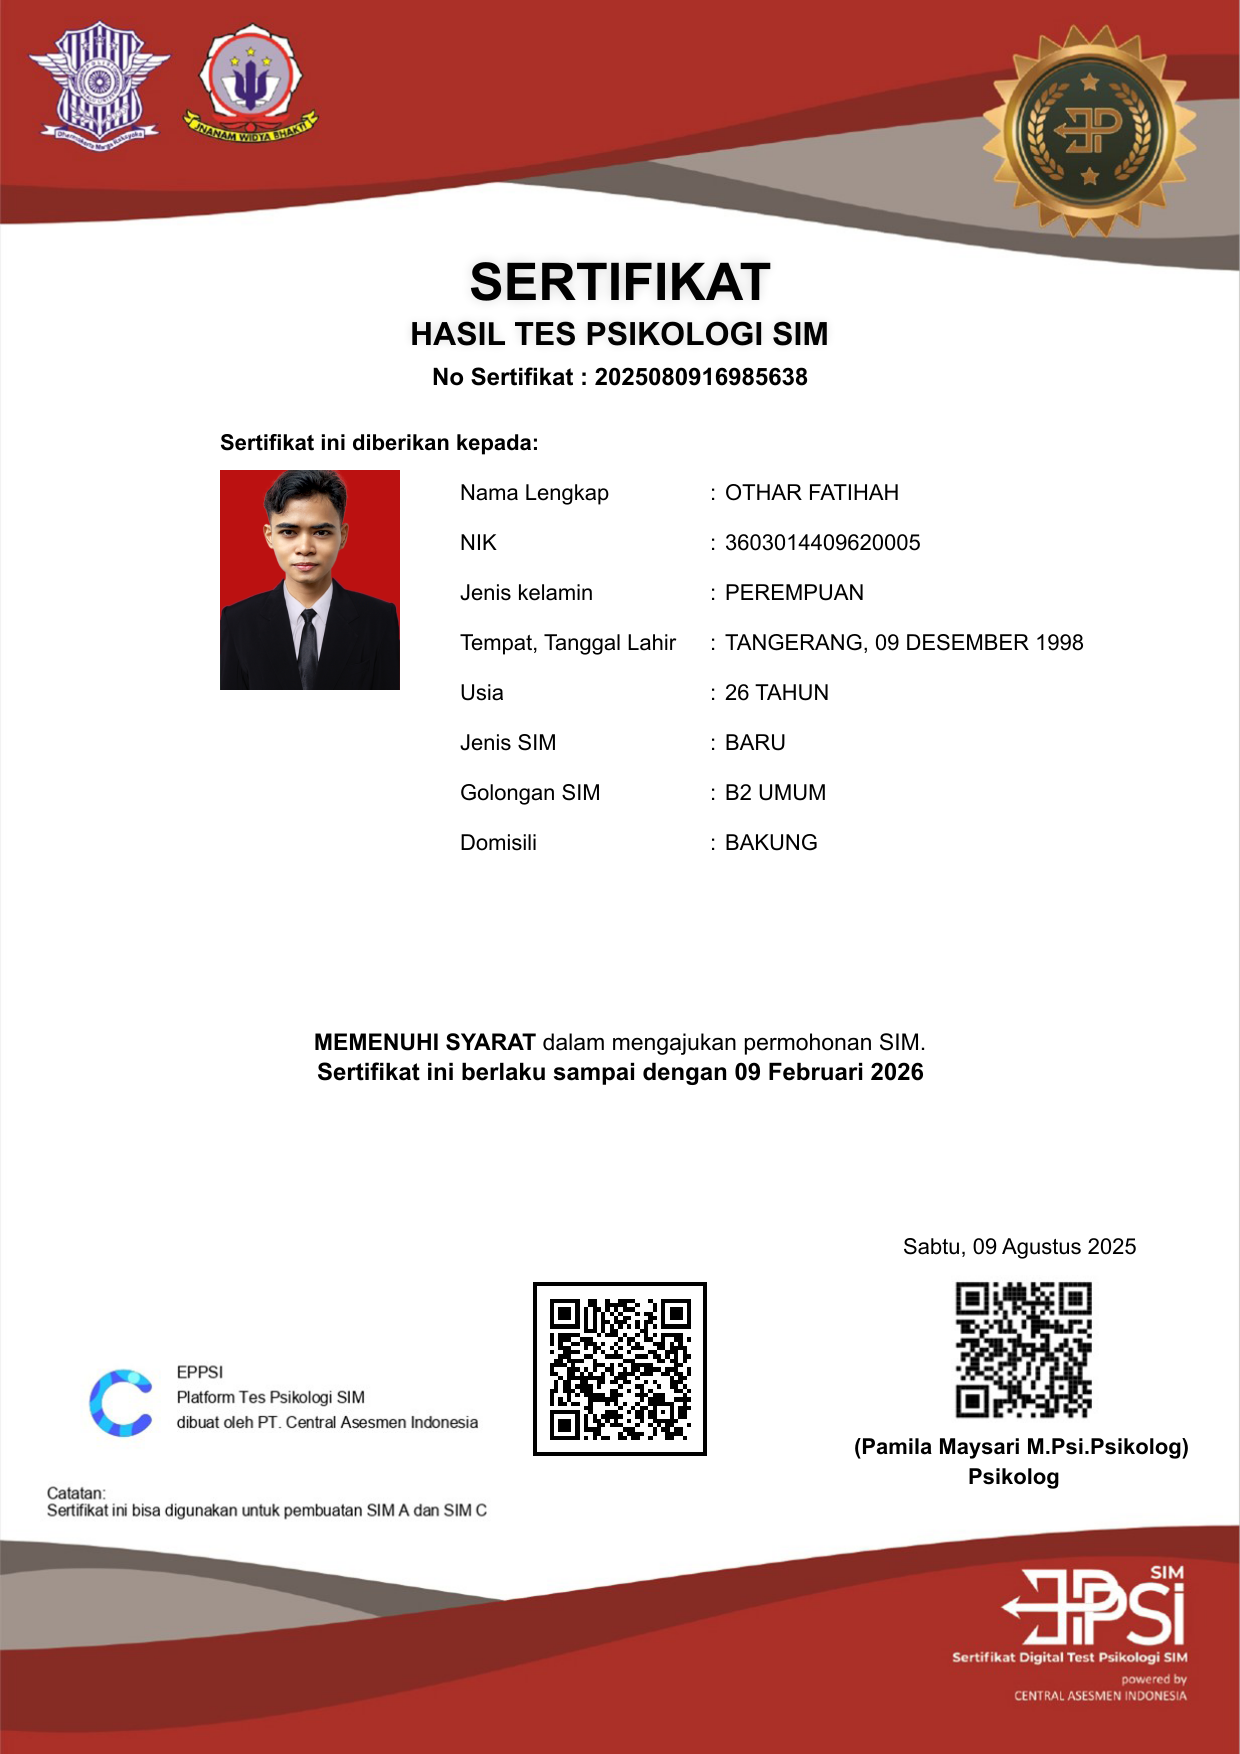 Dharmakerta Marga Raksyaka
JNANAM WIDYA BHAKTI
SERTIFIKAT
HASIL TES PSIKOLOGI SIM
No Sertifikat : 2025080916985638
Sertifikat ini diberikan kepada:
Nama Lengkap : OTHAR FATIHAH
NIK : 3603014409620005
Jenis kelamin : PEREMPUAN
Tempat, Tanggal Lahir : TANGERANG, 09 DESEMBER 1998
Usia : 26 TAHUN
Jenis SIM : BARU
Golongan SIM : B2 UMUM
Domisili : BAKUNG
MEMENUHI SYARAT dalam mengajukan permohonan SIM.
Sertifikat ini berlaku sampai dengan 09 Februari 2026
Sabtu, 09 Agustus 2025
EPPSI
Platform Tes Psikologi SIM
dibuat oleh PT. Central Asesmen Indonesia
(Pamila Maysari M.Psi.Psikolog)
Psikolog
Catatan:
Sertifikat ini bisa digunakan untuk pembuatan SIM A dan SIM C
SIM
EPPSi
Sertifikat Digital Test Psikologi SIM
powered by
CENTRAL ASESMEN INDONESIA